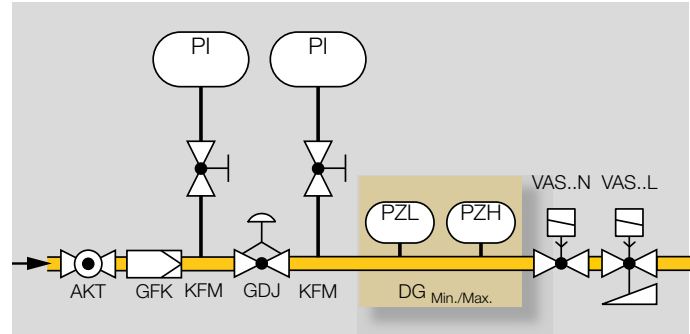 PI PI
VAS..N VAS..L
PZL PZH
AKT GFK KFM GDJ KFM DG Min./Max.